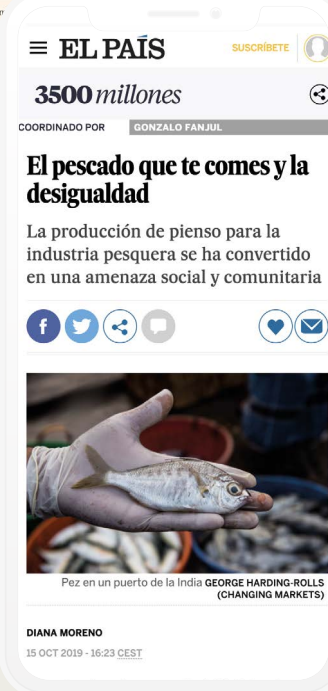 EL PAÍS
SUSCRÍBETE
3500 millones
COORDINADO POR GONZALO FANJUL
El pescado que te comes y la
desigualdad
La producción de pienso para la
industria pesquera se ha convertido
en una amenaza social y comunitaria
f
Pez en un puerto de la India GEORGE HARDING-ROLLS
(CHANGING MARKETS)
DIANA MORENO
15 OCT 2019 - 16:23 CEST